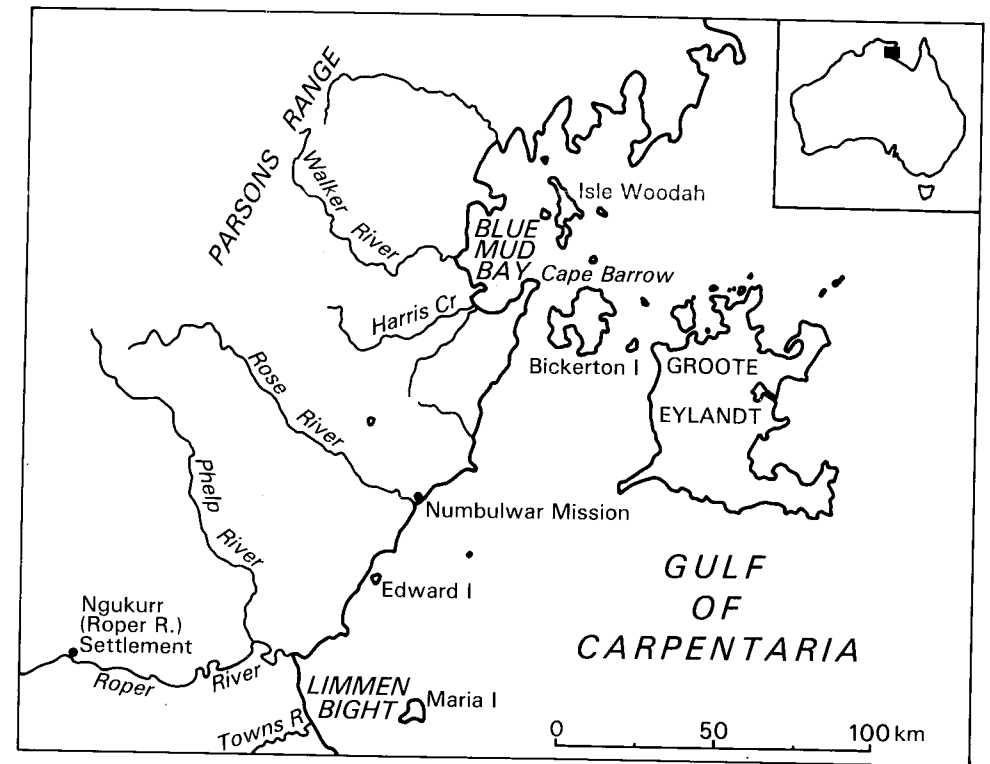 PARSONS RANGE
Walker River
Isle Woodah
BLUE
MUD
BAY
Cape Barrow
Harris Cr
Bickerton I
GROOTE
EYLANDT
Rose River
Phelp River
Numbulwar Mission
Edward I
GULF
OF
CARPENTARIA
Ngukurr
(Roper R.)
Settlement
Roper River
LIMMEN
BIGHT
Maria I
Towns R
0 50 100 km